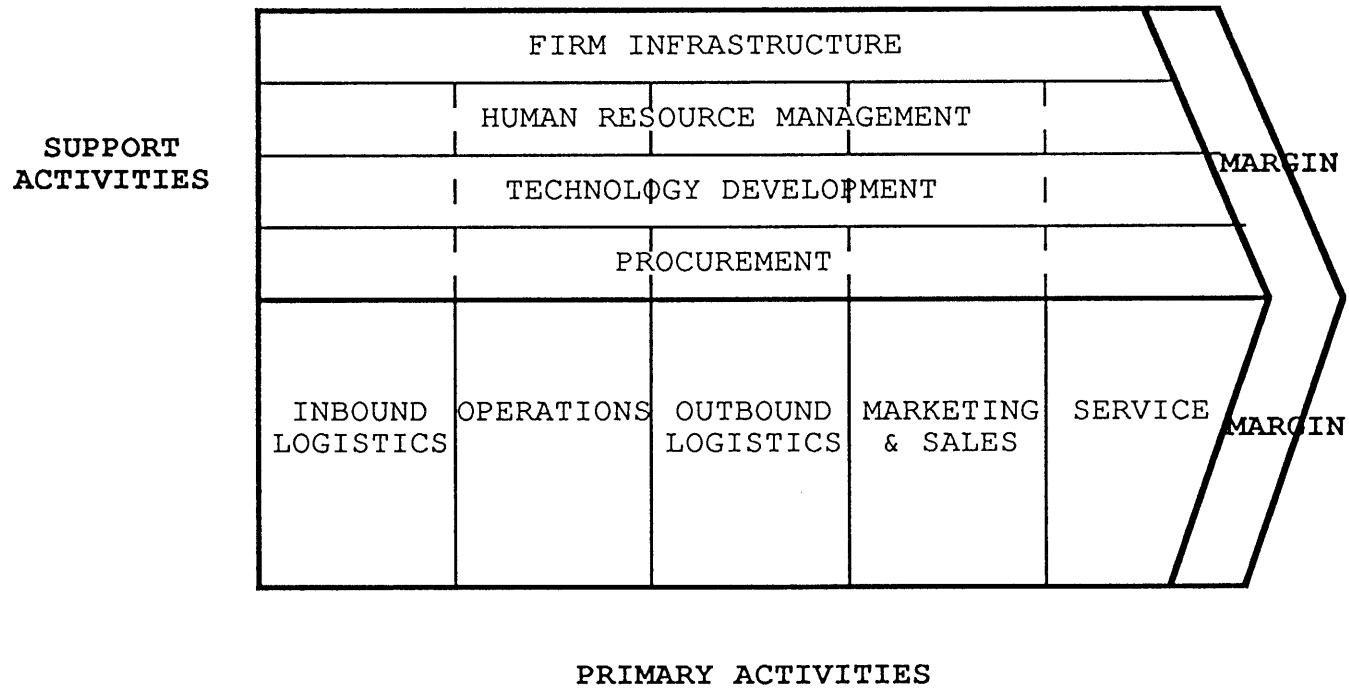 FIRM INFRASTRUCTURE
HUMAN RESOURCE MANAGEMENT
SUPPORT
ACTIVITIES
MARGIN
TECHNOLOGY DEVELOPMENT
PROCUREMENT
INBOUND
LOGISTICS
OPERATIONS
OUTBOUND
LOGISTICS
MARKETING
& SALES
SERVICE
MARGIN
PRIMARY ACTIVITIES